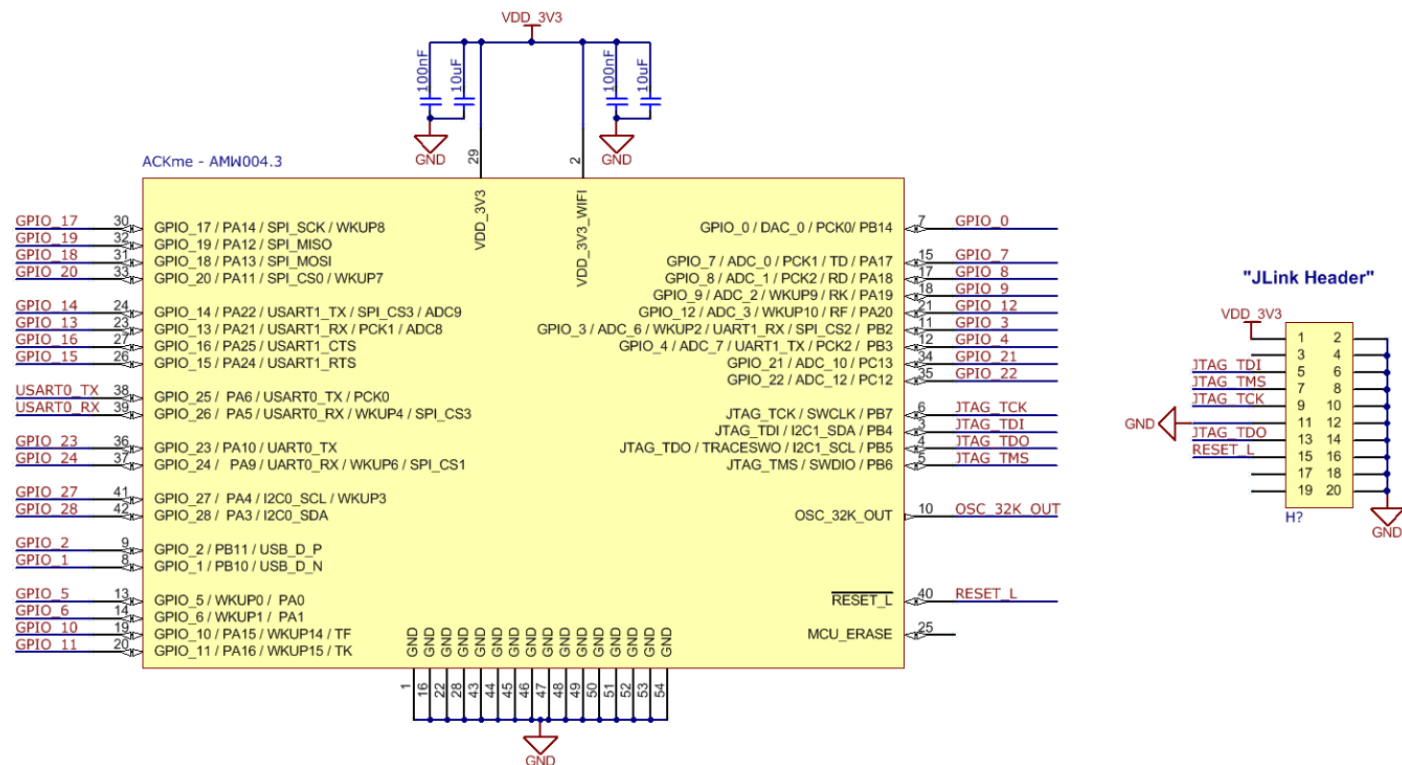 VDD_3V3
100nF
10uF
100nF
10uF
GND
GND
ACKme - AMW004.3
29
2
VDD_3V3
VDD_3V3_WIFI
GPIO_17 30 GPIO_17 / PA14 / SPI_SCK / WKUP8
GPIO_19 32 GPIO_19 / PA12 / SPI_MISO
GPIO_18 31 GPIO_18 / PA13 / SPI_MOSI
GPIO_20 33 GPIO_20 / PA11 / SPI_CS0 / WKUP7
GPIO_14 24 GPIO_14 / PA22 / USART1_TX / SPI_CS3 / ADC9
GPIO_13 23 GPIO_13 / PA21 / USART1_RX / PCK1 / ADC8
GPIO_16 27 GPIO_16 / PA25 / USART1_CTS
GPIO_15 26 GPIO_15 / PA24 / USART1_RTS
USART0_TX 38 GPIO_25 / PA6 / USART0_TX / PCK0
USART0_RX 39 GPIO_26 / PA5 / USART0_RX / WKUP4 / SPI_CS3
GPIO_23 36 GPIO_23 / PA10 / UART0_TX
GPIO_24 37 GPIO_24 / PA9 / UART0_RX / WKUP6 / SPI_CS1
GPIO_27 41 GPIO_27 / PA4 / I2C0_SCL / WKUP3
GPIO_28 42 GPIO_28 / PA3 / I2C0_SDA
GPIO_2 9 GPIO_2 / PB11 / USB_D_P
GPIO_1 8 GPIO_1 / PB10 / USB_D_N
GPIO_5 13 GPIO_5 / WKUP0 / PA0
GPIO_6 14 GPIO_6 / WKUP1 / PA1
GPIO_10 19 GPIO_10 / PA15 / WKUP14 / TF
GPIO_11 20 GPIO_11 / PA16 / WKUP15 / TK
GPIO_0 / DAC_0 / PCK0/ PB14 7 GPIO_0
GPIO_7 / ADC_0 / PCK1 / TD / PA17 15 GPIO_7
GPIO_8 / ADC_1 / PCK2 / RD / PA18 17 GPIO_8
GPIO_9 / ADC_2 / WKUP9 / RK / PA19 18 GPIO_9
GPIO_12 / ADC_3 / WKUP10 / RF / PA20 21 GPIO_12
GPIO_3 / ADC_6 / WKUP2 / UART1_RX / SPI_CS2 / PB2 11 GPIO_3
GPIO_4 / ADC_7 / UART1_TX / PCK2 / PB3 12 GPIO_4
GPIO_21 / ADC_10 / PC13 34 GPIO_21
GPIO_22 / ADC_12 / PC12 35 GPIO_22
JTAG_TCK / SWCLK / PB7 6 JTAG_TCK
JTAG_TDI / I2C1_SDA / PB4 3 JTAG_TDI
JTAG_TDO / TRACESWO / I2C1_SCL / PB5 4 JTAG_TDO
JTAG_TMS / SWDIO / PB6 5 JTAG_TMS
OSC_32K_OUT 10 OSC_32K_OUT
RESET_L 40 RESET_L
MCU_ERASE 25
GND GND GND GND GND GND GND GND GND GND GND GND GND GND GND GND
1 16 22 28 43 44 45 46 47 48 49 50 51 52 53 54
GND
"JLink Header"
VDD_3V3
1 2
3 4
JTAG_TDI 5 6
JTAG_TMS 7 8
JTAG_TCK 9 10
GND 11 12
JTAG_TDO 13 14
RESET_L 15 16
17 18
19 20
H?
GND